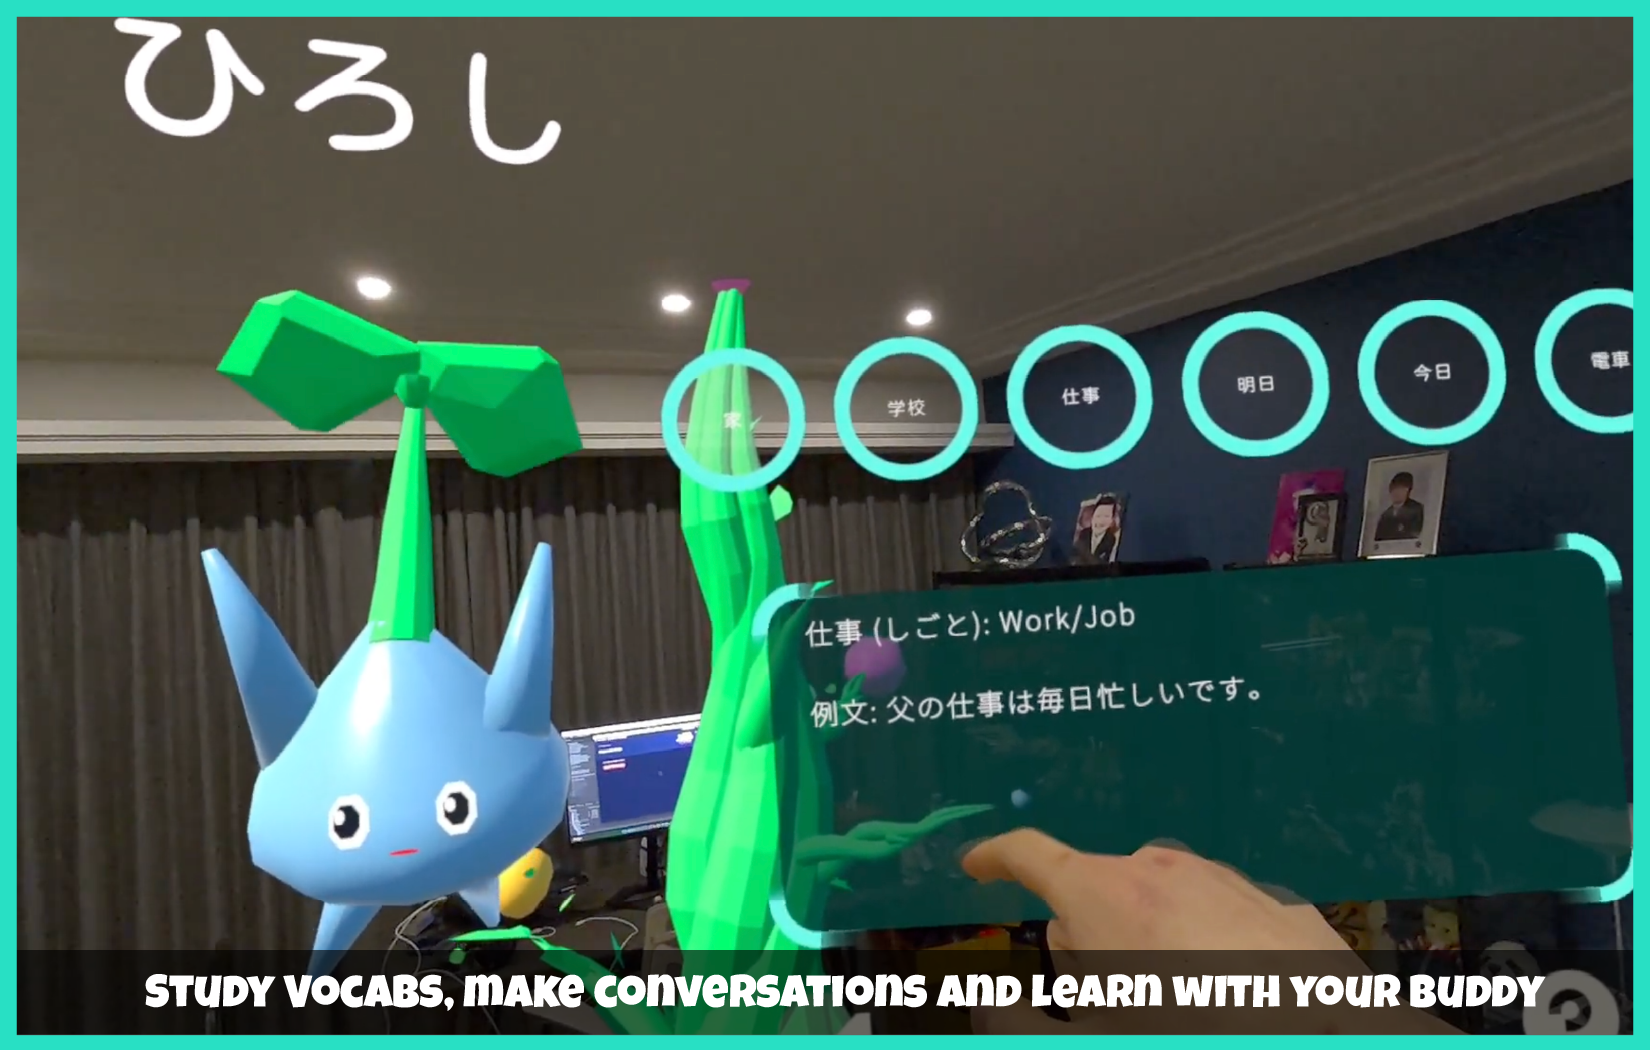 ひろし
家
学校
仕事
明日
今日
電車
仕事 (しごと): Work/Job
例文: 父の仕事は毎日忙しいです。
STUDY VOCABS, MAKE CONVERSATIONS AND LEARN WITH YOUR BUDDY
?